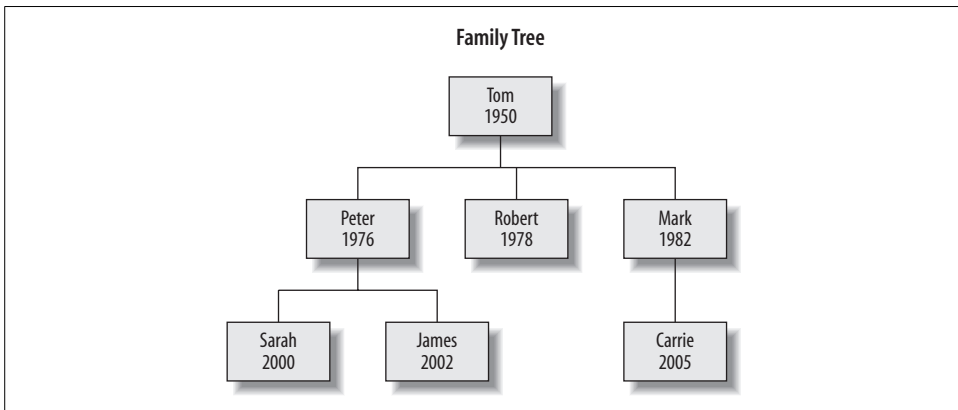 Family Tree
Tom
1950
Peter
1976
Robert
1978
Mark
1982
Sarah
2000
James
2002
Carrie
2005